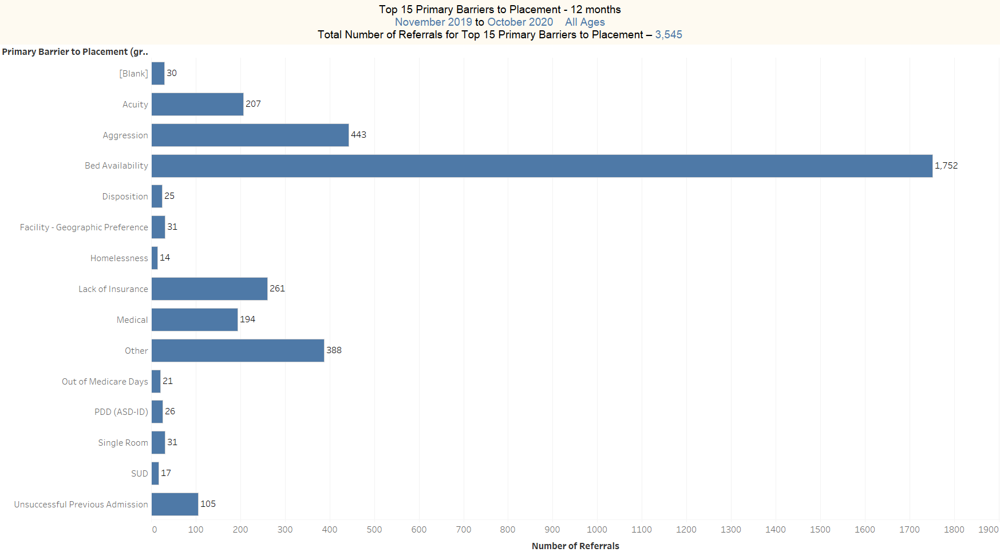 Top 15 Primary Barriers to Placement - 12 months
November 2019 to October 2020 All Ages
Total Number of Referrals for Top 15 Primary Barriers to Placement – 3,545
Primary Barrier to Placement (gr..
[Blank] 30
Acuity 207
Aggression 443
Bed Availability 1,752
Disposition 25
Facility - Geographic Preference 31
Homelessness 14
Lack of Insurance 261
Medical 194
Other 388
Out of Medicare Days 21
PDD (ASD-ID) 26
Single Room 31
SUD 17
Unsuccessful Previous Admission 105
0 100 200 300 400 500 600 700 800 900 1000 1100 1200 1300 1400 1500 1600 1700 1800 1900
Number of Referrals